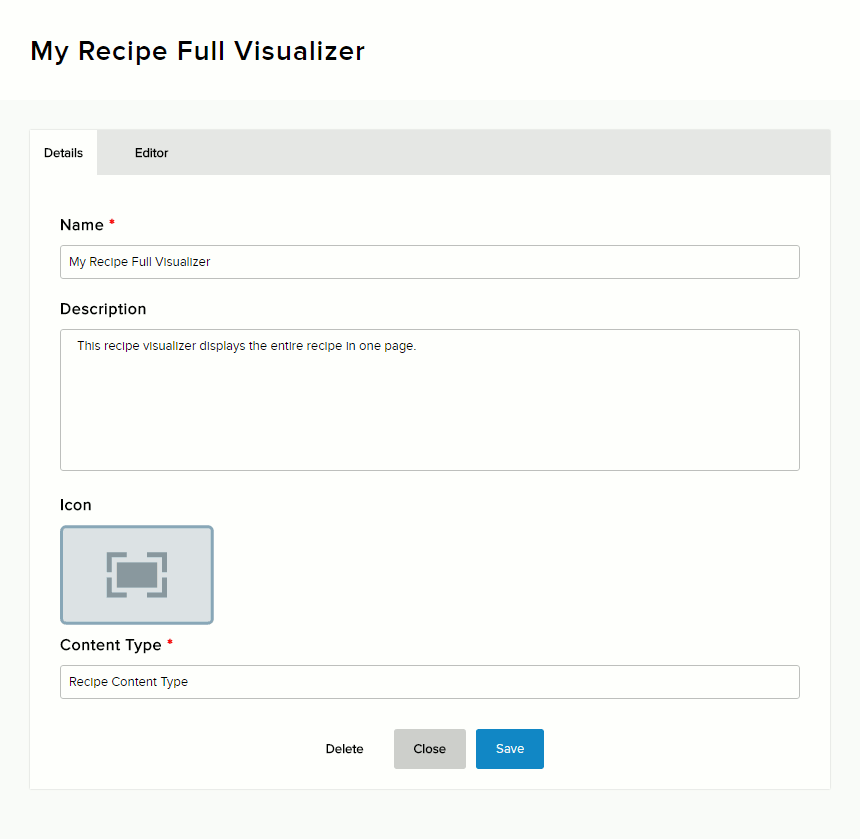 My Recipe Full Visualizer
Details Editor
Name *
My Recipe Full Visualizer
Description
This recipe visualizer displays the entire recipe in one page.
Icon
Content Type *
Recipe Content Type
Delete Close Save